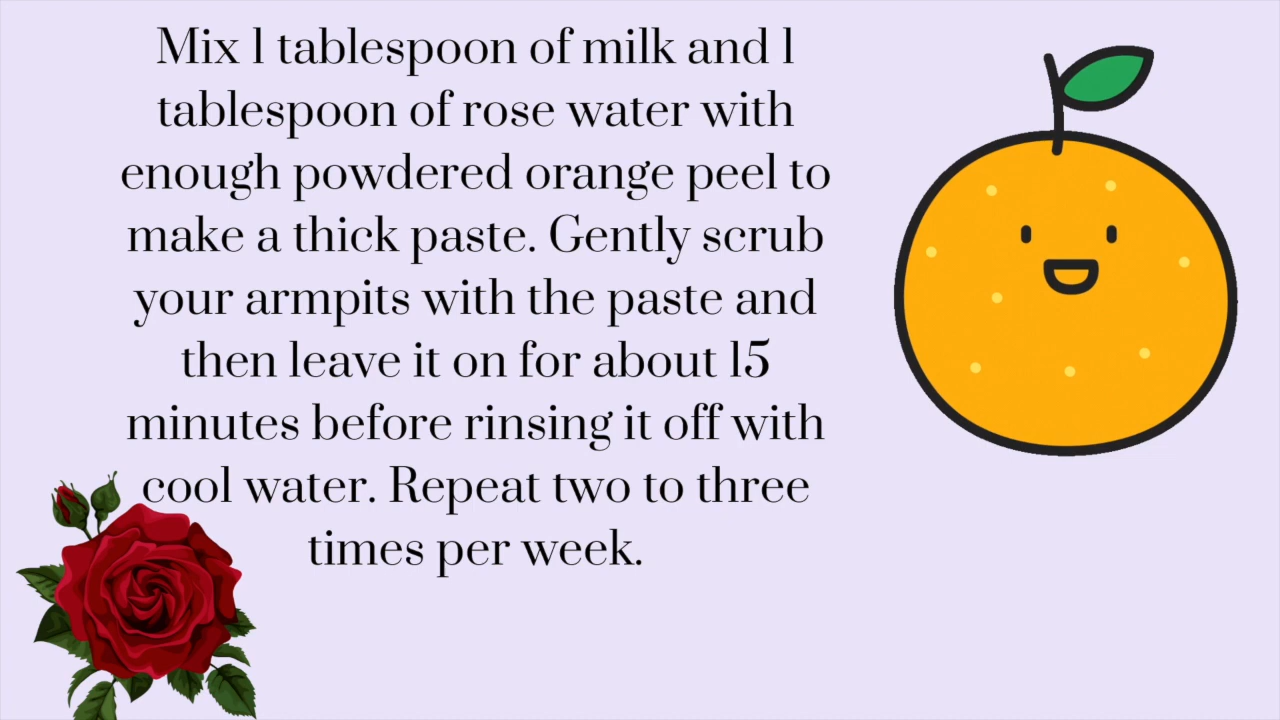 Mix 1 tablespoon of milk and 1
tablespoon of rose water with
enough powdered orange peel to
make a thick paste. Gently scrub
your armpits with the paste and
then leave it on for about 15
minutes before rinsing it off with
cool water. Repeat two to three
times per week.